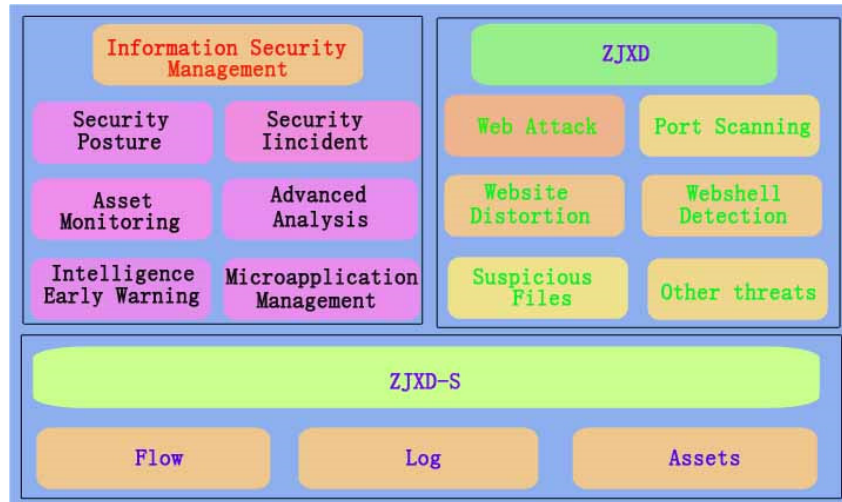 Information Security
Management
Security
Posture
Security
Iincident
Asset
Monitoring
Advanced
Analysis
Intelligence
Early Warning
Microapplication
Management
ZJXD
Web Attack
Port Scanning
Website
Distortion
Webshell
Detection
Suspicious
Files
Other threats
ZJXD-S
Flow
Log
Assets